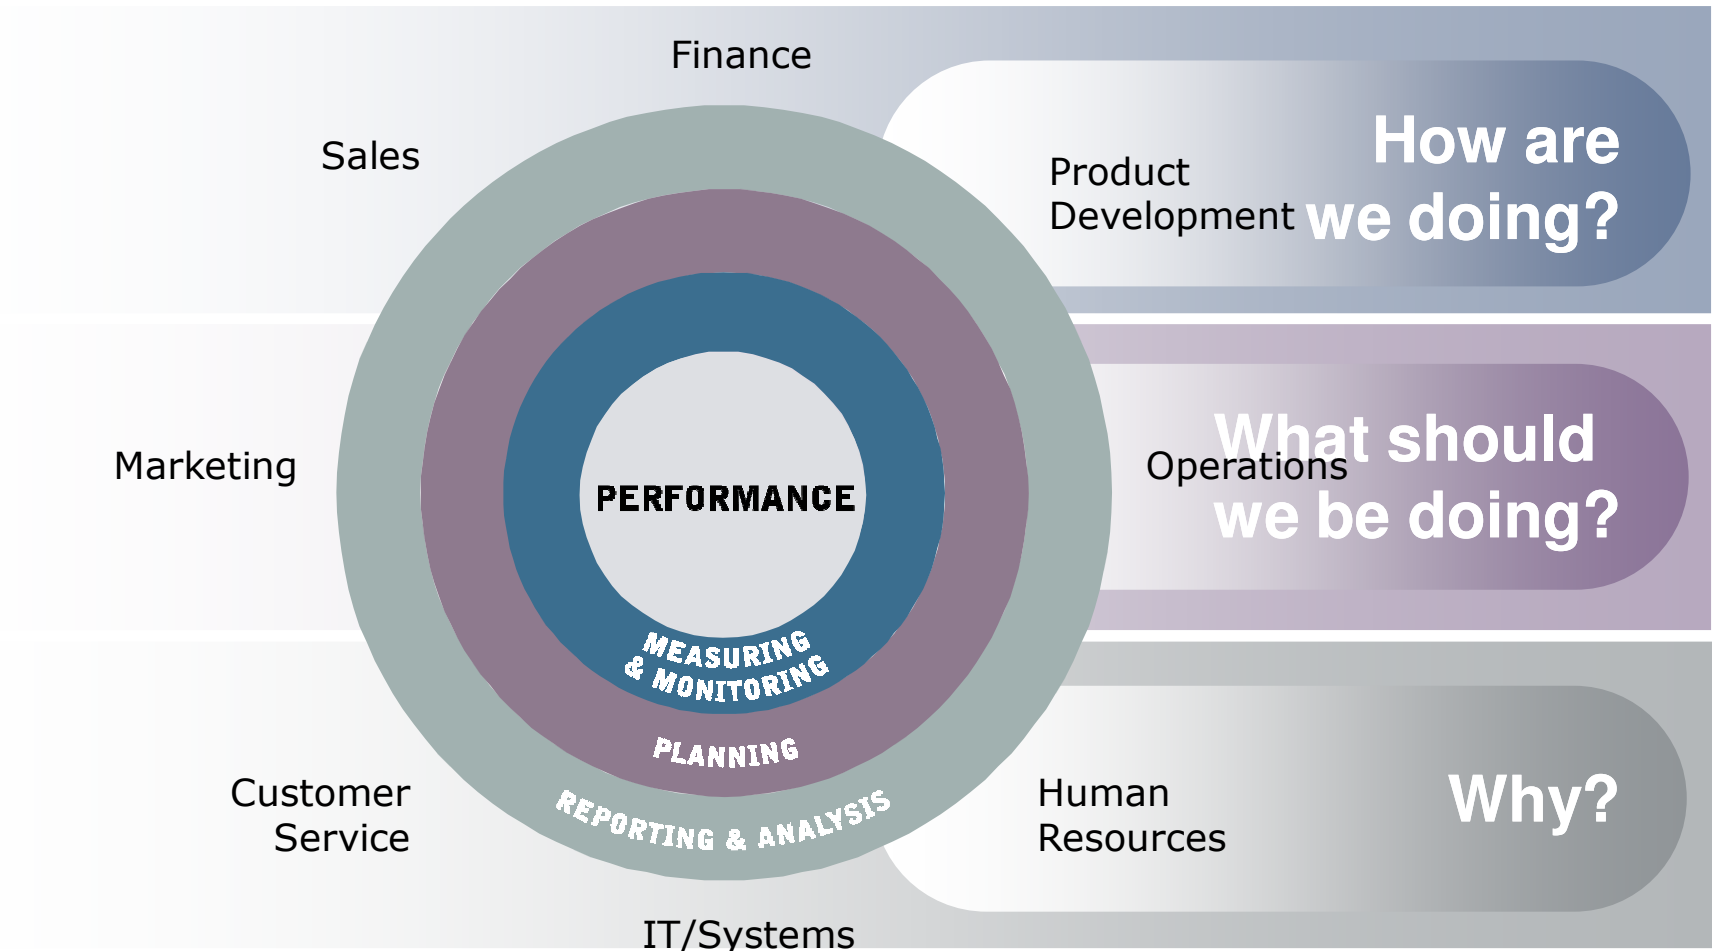 Finance
Sales
How are
we doing?
Product
Development
Marketing
What should
we be doing?
Operations
PERFORMANCE
MEASURING
& MONITORING
PLANNING
REPORTING & ANALYSIS
Customer
Service
Human
Resources
Why?
IT/Systems